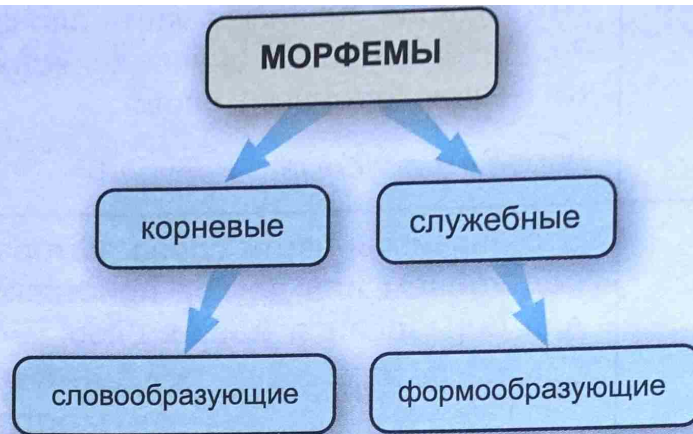 МОРФЕМЫ
корневые
служебные
словообразующие
формообразующие